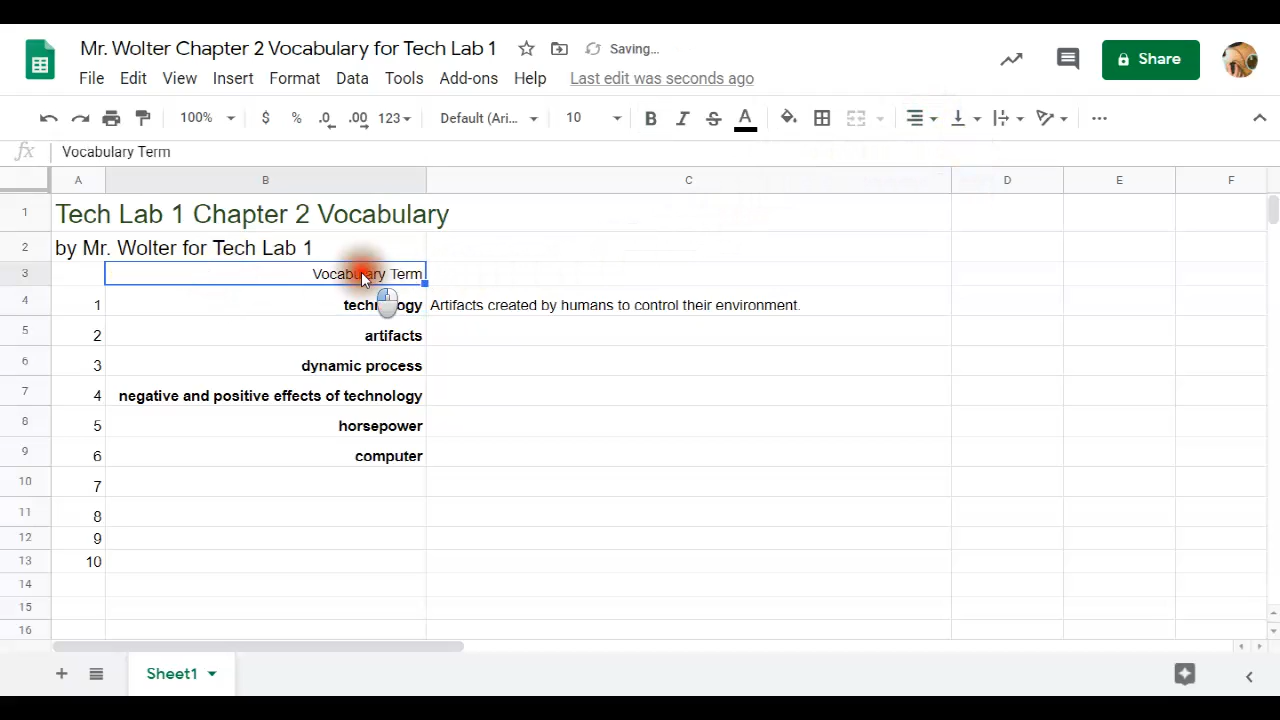 Mr. Wolter Chapter 2 Vocabulary for Tech Lab 1 Saving...
Share
File Edit View Insert Format Data Tools Add-ons Help Last edit was seconds ago
100% $ % .0 .00 123 Default (Ari... 10 B I S A
fx Vocabulary Term
A B C D E F
1 Tech Lab 1 Chapter 2 Vocabulary
2 by Mr. Wolter for Tech Lab 1
3 Vocabulary Term
4 1 technology Artifacts created by humans to control their environment.
5 2 artifacts
6 3 dynamic process
7 4 negative and positive effects of technology
8 5 horsepower
9 6 computer
10 7
11 8
12 9
13 10
14
15
16
Sheet1